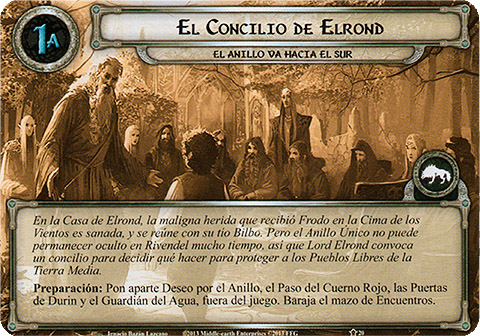 1A
EL CONCILIO DE ELROND
EL ANILLO VA HACIA EL SUR
En la Casa de Elrond, la maligna herida que recibió Frodo en la Cima de los
Vientos es sanada, y se reúne con su tío Bilbo. Pero el Anillo Único no puede
permanecer oculto en Rivendel mucho tiempo, así que Lord Elrond convoca
un concilio para decidir qué hacer para proteger a los Pueblos Libres de la
Tierra Media.
Preparación: Pon aparte Deseo por el Anillo, el Paso del Cuerno Rojo, las Puertas
de Durin y el Guardián del Agua, fuera del juego. Baraja el mazo de Encuentros.
Ignacio Bazán Lazcano ©2013 Middle-earth Enterprises ©2013 FFG 20